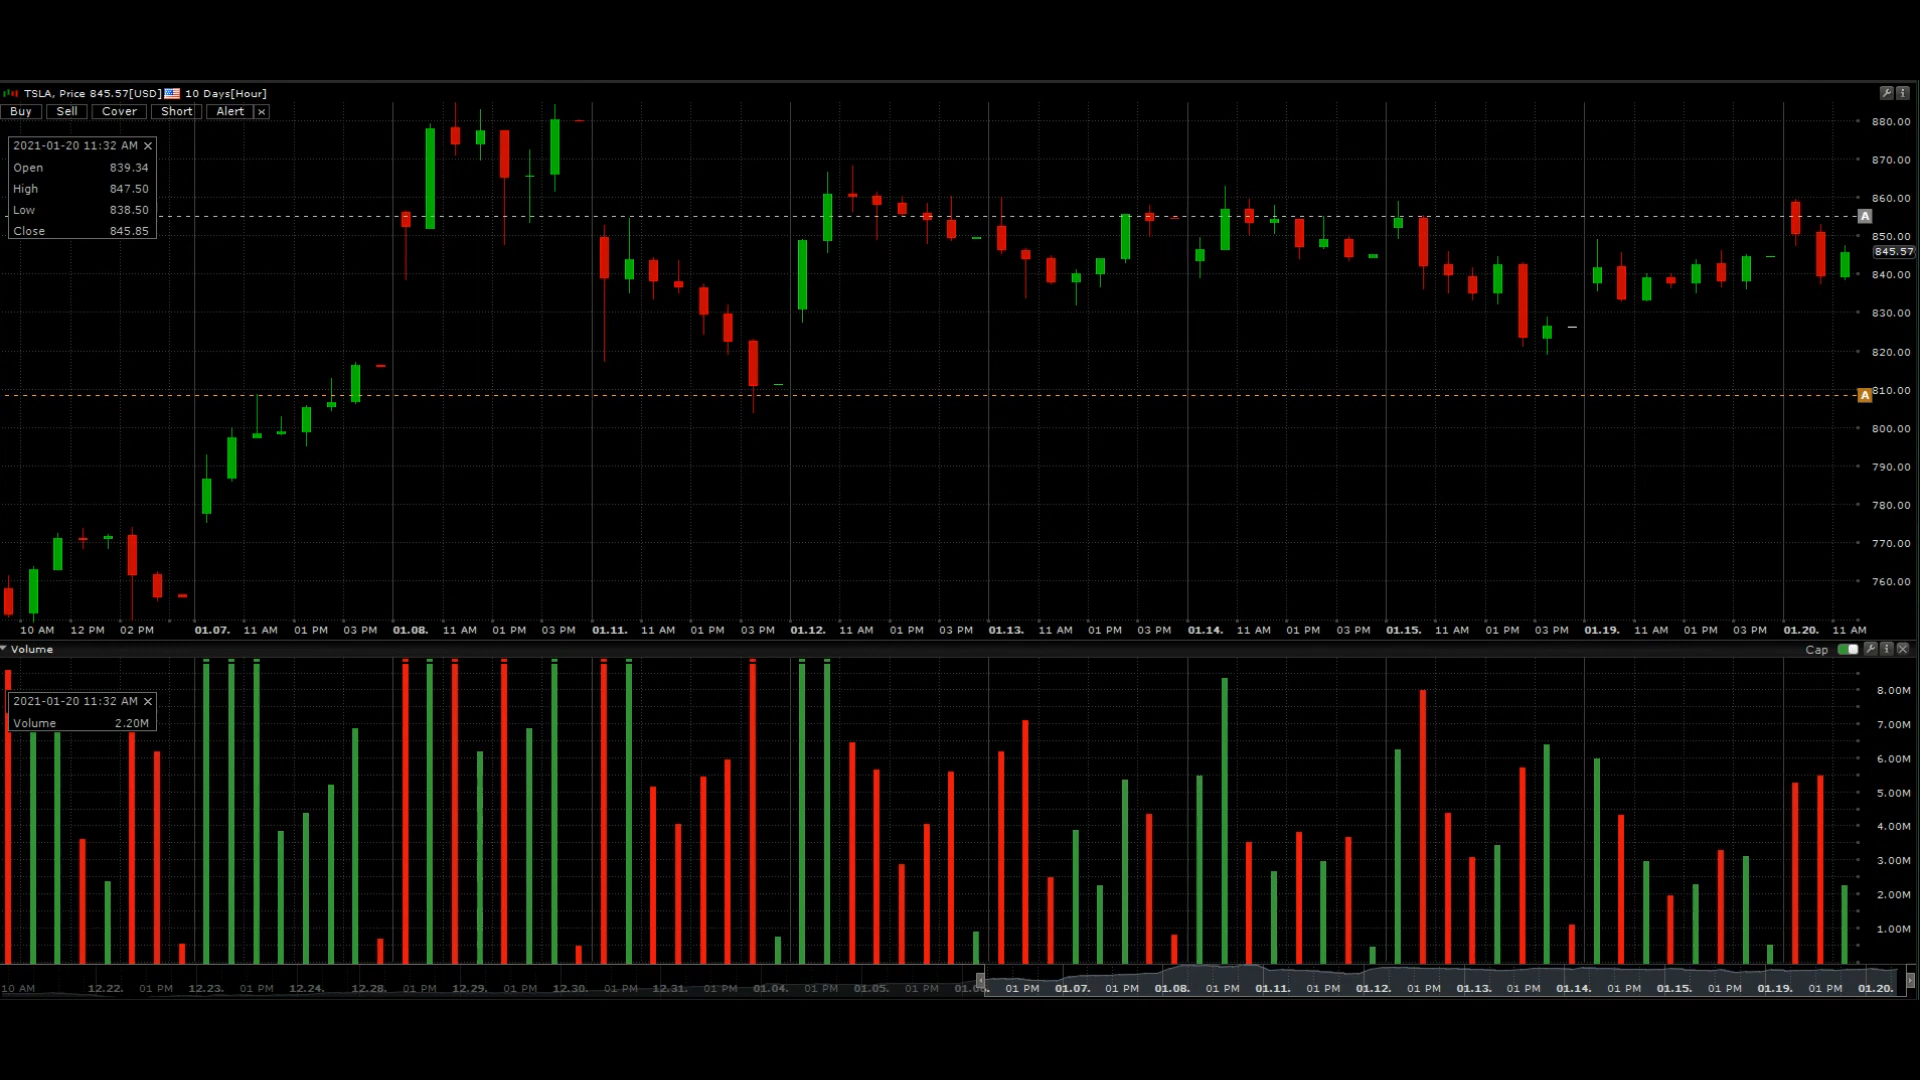 TSLA, Price 845.57[USD] 10 Days[Hour]
Buy Sell Cover Short Alert ×
2021-01-20 11:32 AM ×
Open 839.34
High 847.50
Low 838.50
Close 845.85
880.00
870.00
860.00
A
850.00
845.57
840.00
830.00
820.00
810.00
A
800.00
790.00
780.00
770.00
760.00
10 AM 12 PM 02 PM 01.07. 11 AM 01 PM 03 PM 01.08. 11 AM 01 PM 03 PM 01.11. 11 AM 01 PM 03 PM 01.12. 11 AM 01 PM 03 PM 01.13. 11 AM 01 PM 03 PM 01.14. 11 AM 01 PM 03 PM 01.15. 11 AM 01 PM 03 PM 01.19. 11 AM 01 PM 03 PM 01.20. 11 AM
Volume Cap
2021-01-20 11:32 AM ×
Volume 2.20M
8.00M
7.00M
6.00M
5.00M
4.00M
3.00M
2.00M
1.00M
10 AM 12.22. 01 PM 12.23. 01 PM 12.24. 12.28. 01 PM 12.29. 01 PM 12.30. 01 PM 12.31. 01 PM 01.04. 01 PM 01.05. 01 PM 01 PM 01.07. 01 PM 01.08. 01 PM 01.11. 01 PM 01.12. 01 PM 01.13. 01 PM 01.14. 01 PM 01.15. 01 PM 01.19. 01 PM 01.20.